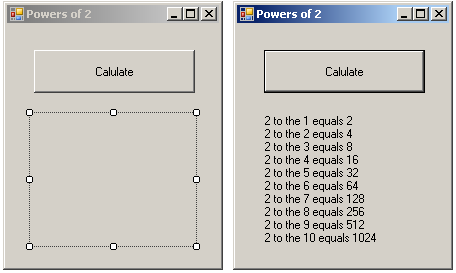 Powers of 2
Calulate
Powers of 2
Calulate
2 to the 1 equals 2
2 to the 2 equals 4
2 to the 3 equals 8
2 to the 4 equals 16
2 to the 5 equals 32
2 to the 6 equals 64
2 to the 7 equals 128
2 to the 8 equals 256
2 to the 9 equals 512
2 to the 10 equals 1024